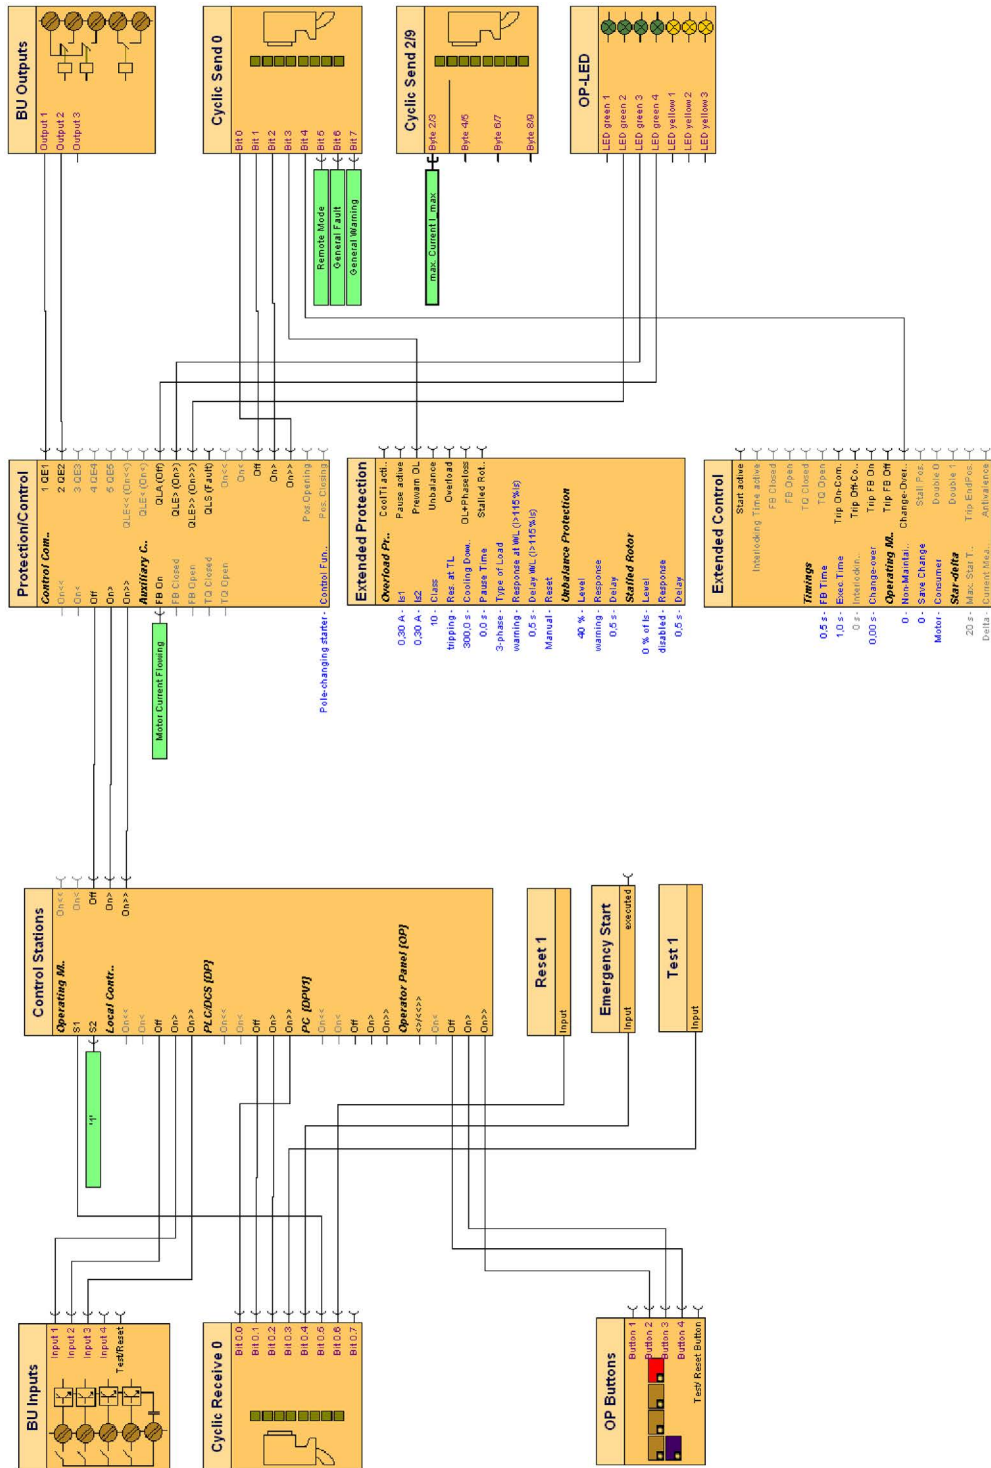 BU Inputs
Input 1
Input 2
Input 3
Input 4
Test/Reset
Cyclic Receive 0
Bit 0.0
Bit 0.1
Bit 0.2
Bit 0.3
Bit 0.4
Bit 0.5
Bit 0.6
Bit 0.7
OP Buttons
Button 1
Button 2
Button 3
Button 4
Test/ Reset Button
'1'
Control Stations
Operating M..
S1
S2
Local Contr..
On<<
On<
Off
On>
On>>
PLC/DCS [DP]
On<<
On<
Off
On>
On>>
PC [DPV1]
On<<
On<
Off
On>
On>>
Operator Panel [OP]
<>/<<>>
On<
Off
On>
On>>
On<<
On<
Off
On>
On>>
Reset 1
Input
Emergency Start
Input
executed
Test 1
Input
Motor Current Flowing
Protection/Control
Control Com..
On<<
On<
Off
On>
On>>
Auxiliary C..
FB On
FB Closed
FB Open
TQ Closed
TQ Open
Pole-changing starter - Control Fun..
1 QE1
2 QE2
3 QE3
4 QE4
5 QE5
QLE<<(On<<)
QLE< (On<)
QLA (Off)
QLE> (On>)
QLE>> (On>>)
QLS (Fault)
On<<
On<
Off
On>
On>>
Pos.Opening
Pos. Closing
Extended Protection
Overload Pr..
0,30 A - Is1
0,30 A - Is2
10 - Class
tripping - Res. at TL
300,0 s - Cooling Dow..
0,0 s - Pause Time
3-phase - Type of Load
warning - Response at WL (I>115%Is)
0,5 s - Delay WL (I>115%Is)
Manual - Reset
Unbalance Protection
40 % - Level
warning - Response
0,5 s - Delay
Stalled Rotor
0 % of Is - Level
disabled - Response
0,5 s - Delay
CoolTi acti..
Pause active
Prewarn OL
Unbalance
Overload
OL+Phaseloss
Stalled Rot..
Extended Control
Timings
0,5 s - FB Time
1,0 s - Exec Time
0 s - Interlockin..
0,00 s - Change-over
Operating M..
0 - Non-Maintai..
0 - Save Change
Motor - Consumer
Star-delta
20 s - Max. Star T..
Delta - Current Mea..
Start active
Interlocking Time active
FB Closed
FB Open
TQ Closed
TQ Open
Trip On-Com..
Trip Off-Co..
Trip FB On
Trip FB Off
Change-Over..
Stall Pos.
Double 0
Double 1
Trip EndPos.
Antivalence
BU Outputs
Output 1
Output 2
Output 3
Cyclic Send 0
Bit 0
Bit 1
Bit 2
Bit 3
Bit 4
Bit 5
Bit 6
Bit 7
Remote Mode
General Fault
General Warning
Cyclic Send 2/9
max. Current I_max
Byte 2/3
Byte 4/5
Byte 6/7
Byte 8/9
OP-LED
LED green 1
LED green 2
LED green 3
LED green 4
LED yellow 1
LED yellow 2
LED yellow 3